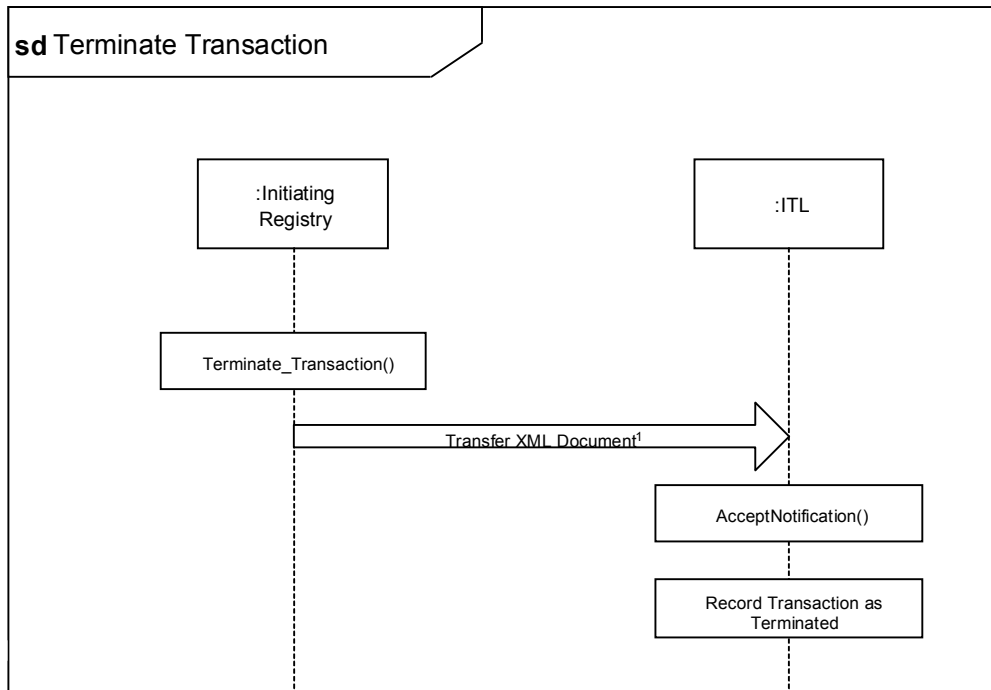 sd Terminate Transaction
:Initiating
Registry
:ITL
Terminate_Transaction()
Transfer XML Document¹
AcceptNotification()
Record Transaction as
Terminated